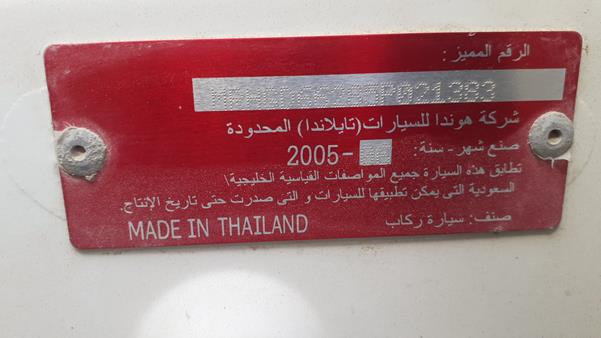 الرقم المميز :
شركة هوندا للسيارات (تايلاندا) المحدودة
صنع شهر - سنة : 2005-
تطابق هذه السيارة جميع المواصفات القياسية الخليجية\
السعودية التى يمكن تطبيقها للسيارات و التى صدرت حتى تاريخ الإنتاج.
صنف: سيارة ركاب
MADE IN THAILAND